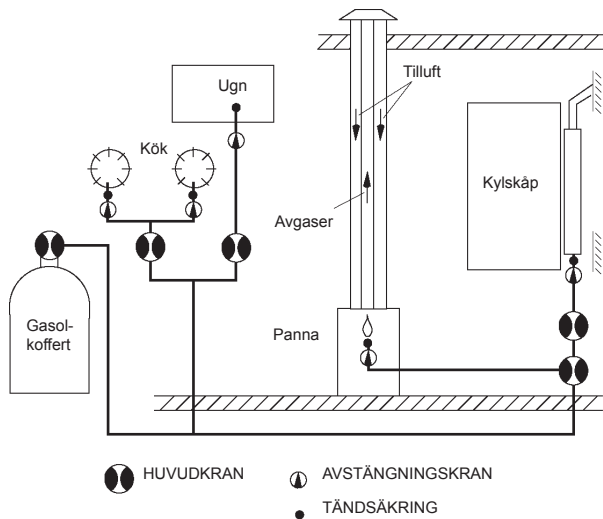 Ugn
Tilluft
Kök
Kylskåp
Avgaser
Gasol-
koffert
Panna
HUVUDKRAN
AVSTÄNGNINGSKRAN
TÄNDSÄKRING